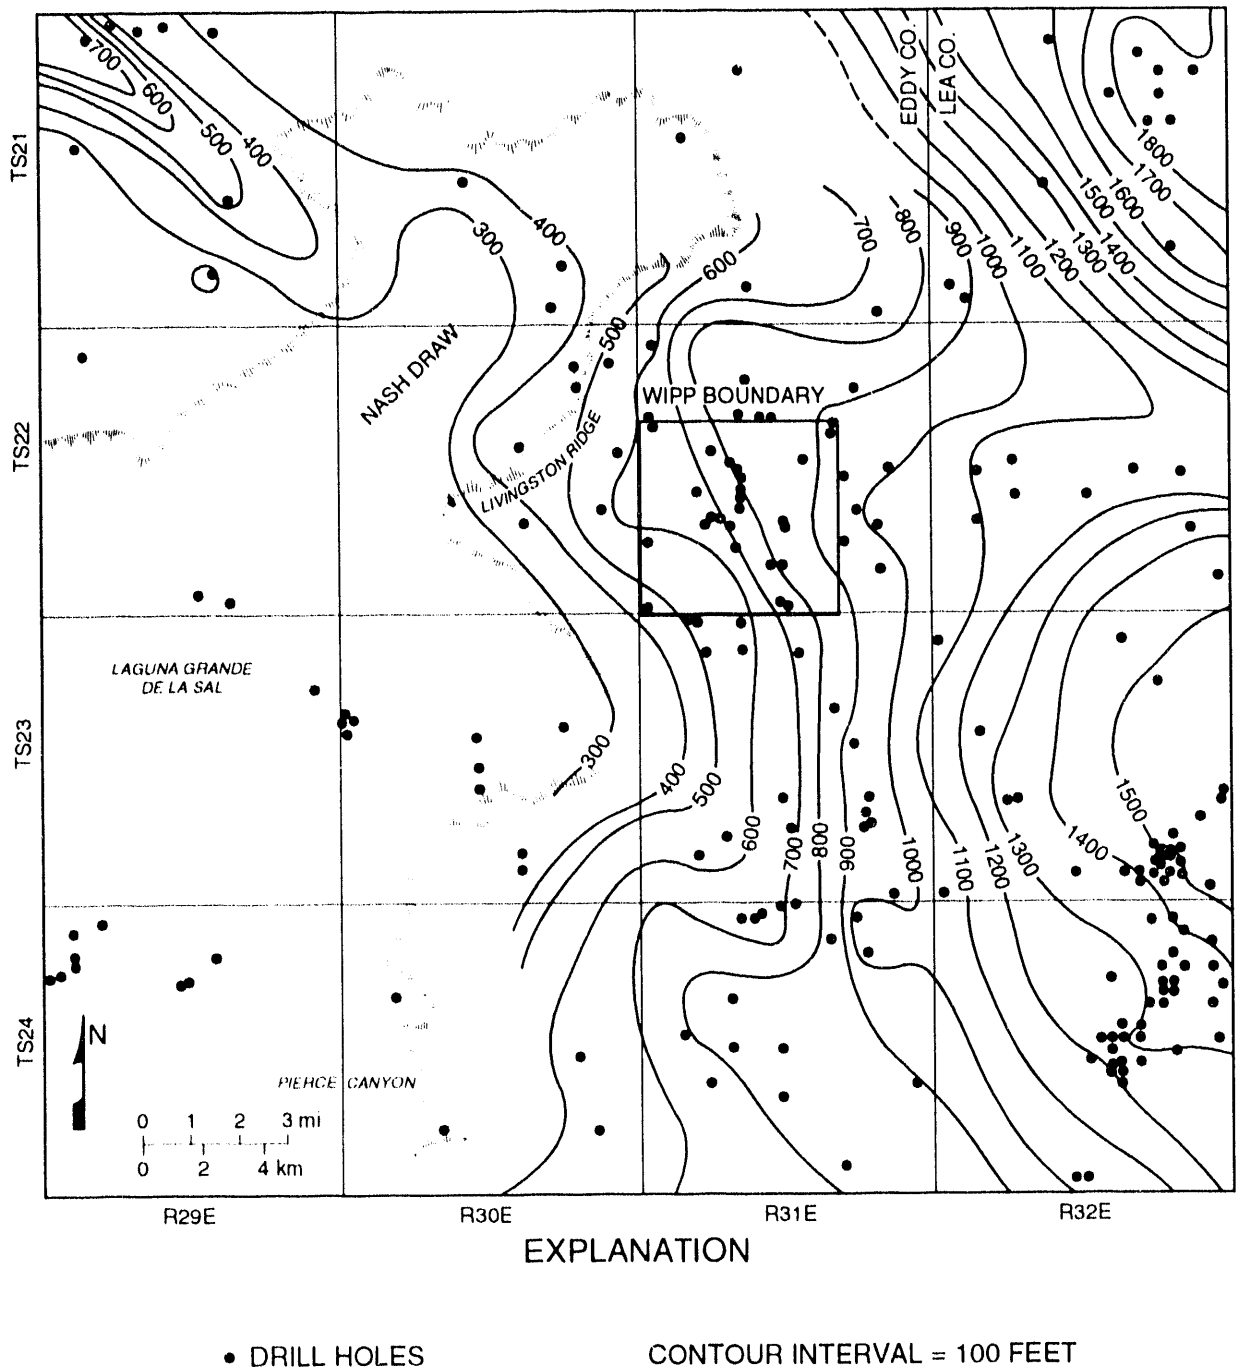 EDDY CO.
LEA CO.
TS21
700
600
500
400
1800
1700
1600
1500
1400
1300
1200
1100
1000
900
800
700
600
500
400
300
NASH DRAW
LIVINGSTON RIDGE
WIPP BOUNDARY
TS22
LAGUNA GRANDE
DE LA SAL
TS23
300
400
500
600
700
800
900
1000
1100
1200
1300
1400
1500
TS24
N
PIERCE CANYON
0 1 2 3 mi
0 2 4 km
R29E R30E R31E R32E
EXPLANATION
DRILL HOLES CONTOUR INTERVAL = 100 FEET